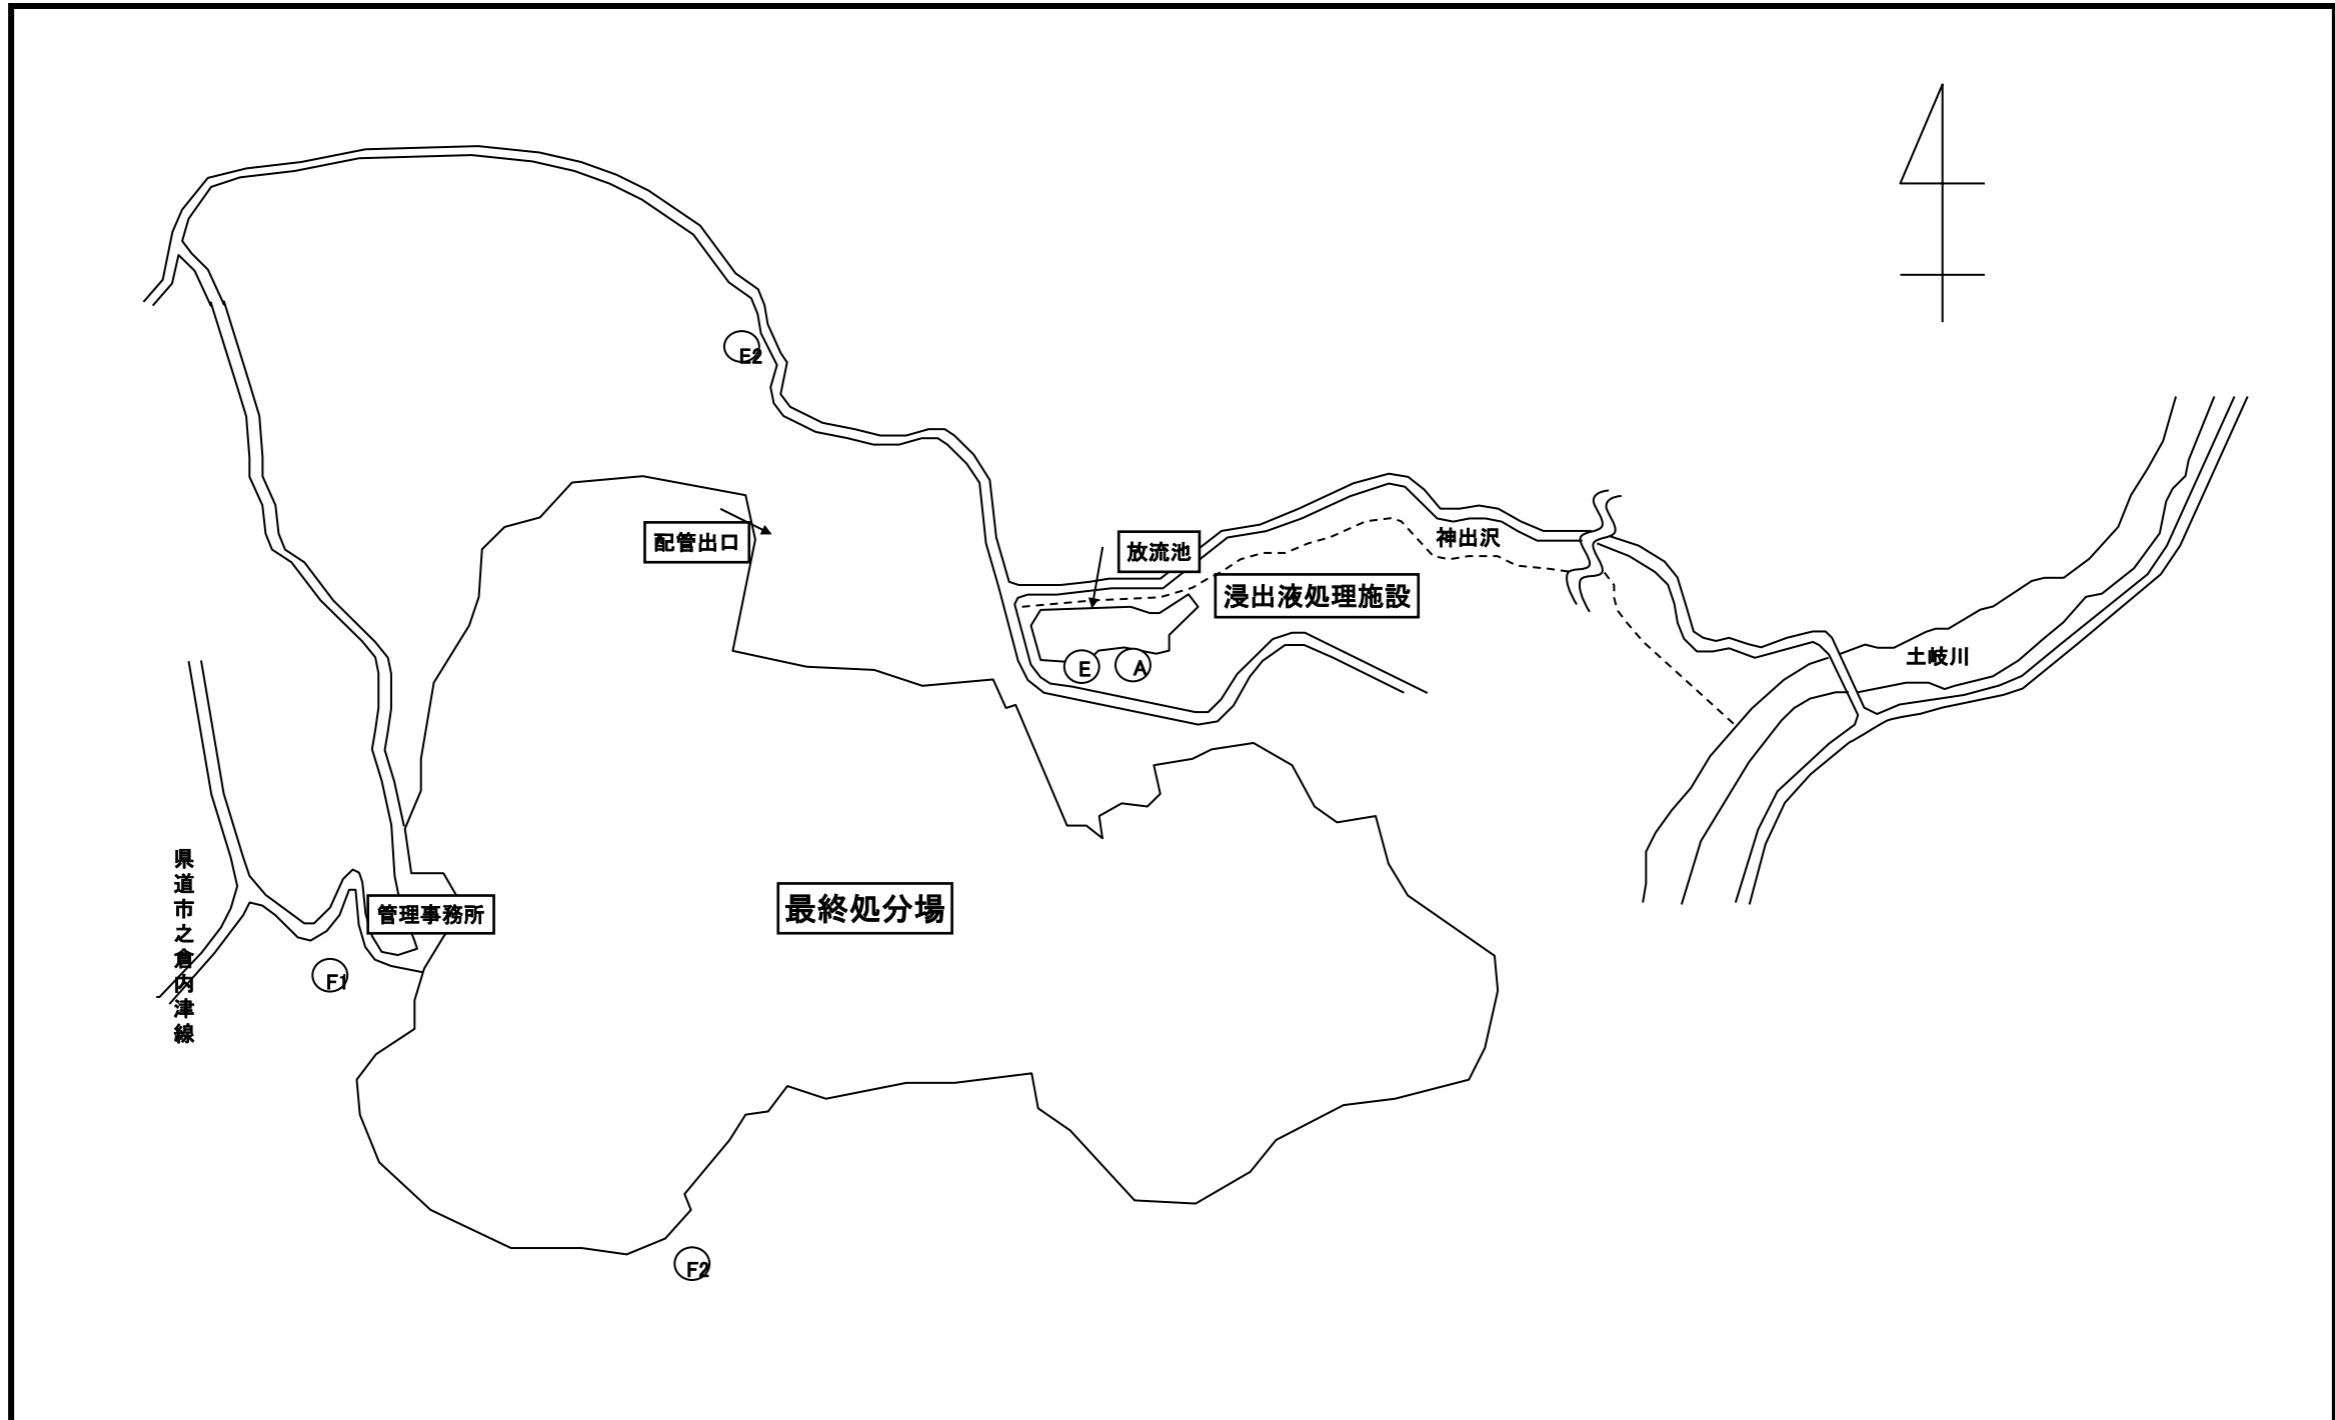 E2
配管出口
放流池
神出沢
浸出液処理施設
土岐川
E
A
県道市之倉内津線
管理事務所
最終処分場
F1
F2